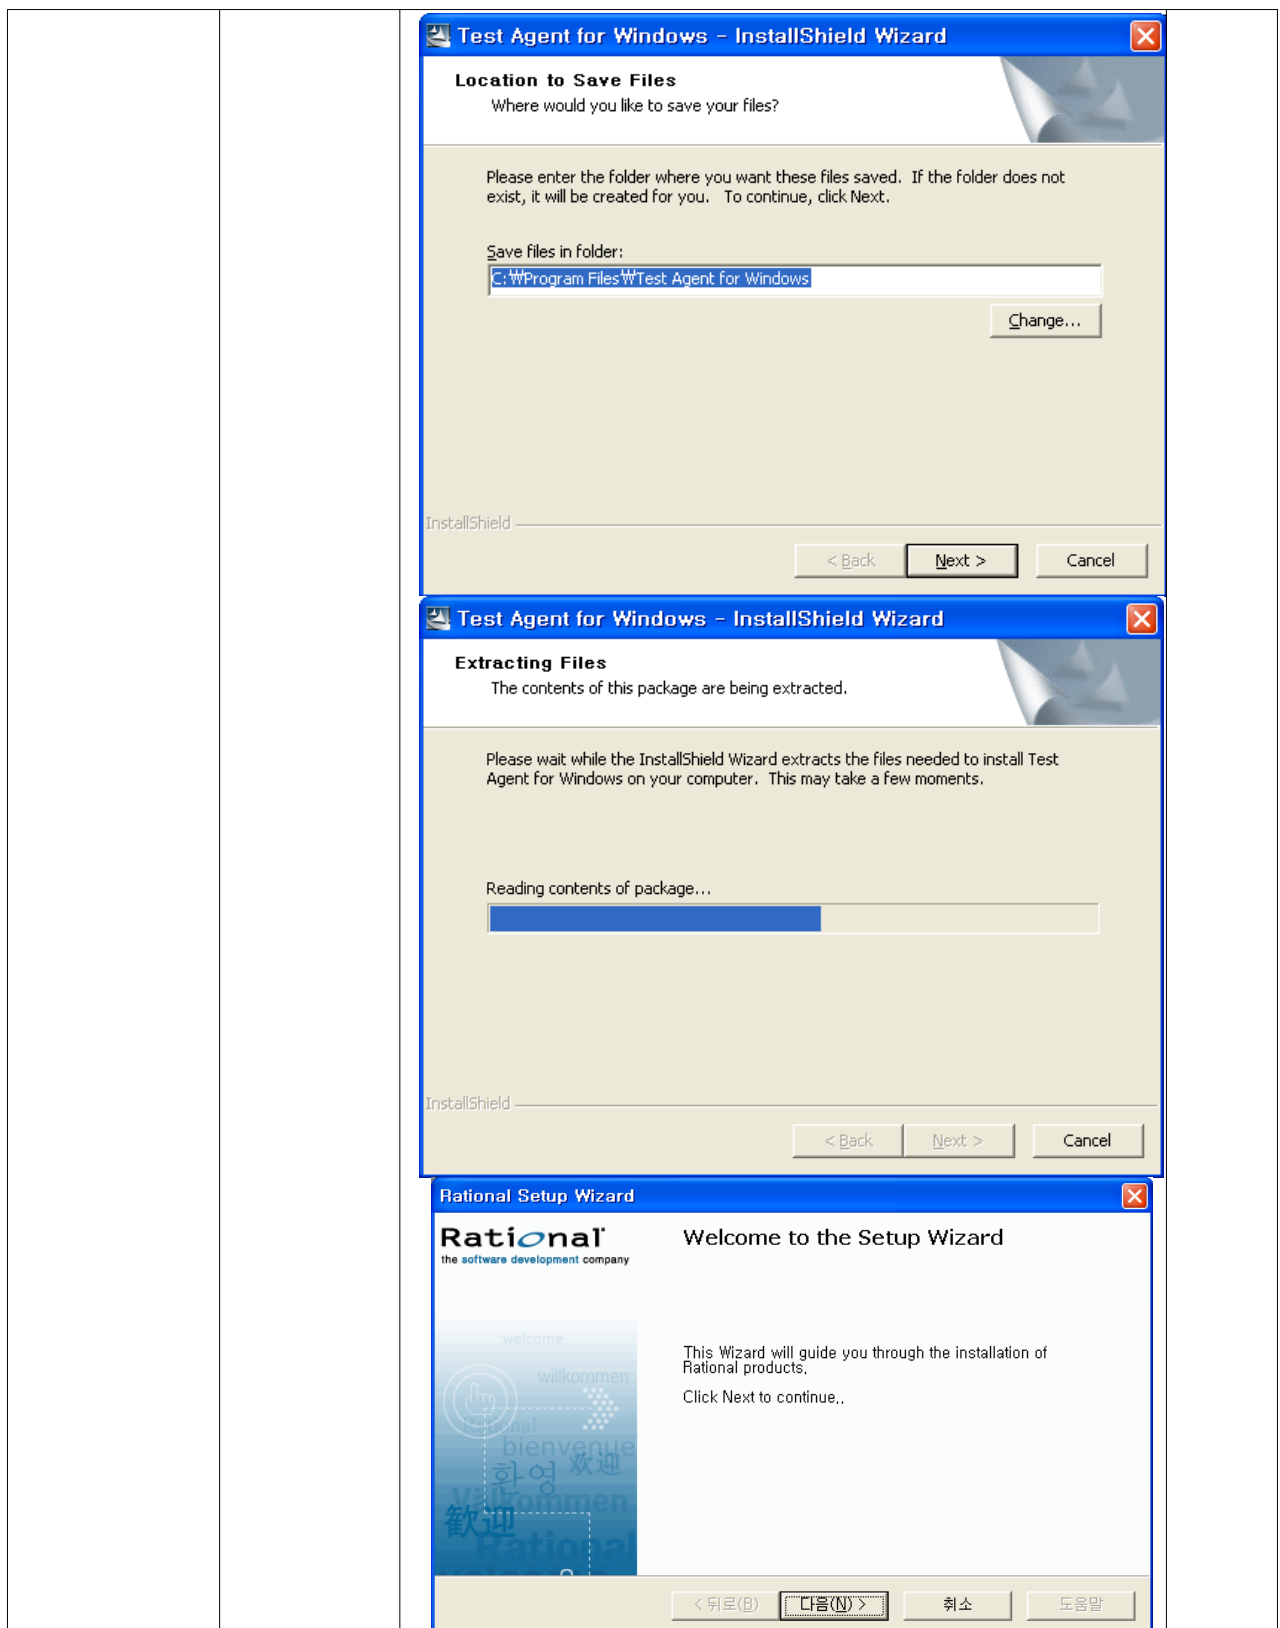 Test Agent for Windows - InstallShield Wizard
Location to Save Files
Where would you like to save your files?
Please enter the folder where you want these files saved. If the folder does not
exist, it will be created for you. To continue, click Next.
Save files in folder:
C:₩Program Files₩Test Agent for Windows
Change...
InstallShield
< Back Next > Cancel
Test Agent for Windows - InstallShield Wizard
Extracting Files
The contents of this package are being extracted.
Please wait while the InstallShield Wizard extracts the files needed to install Test
Agent for Windows on your computer. This may take a few moments.
Reading contents of package...
InstallShield
< Back Next > Cancel
Rational Setup Wizard
Rational
the software development company
Welcome to the Setup Wizard
welcome
This Wizard will guide you through the installation of
Rational products.
willkommen
Click Next to continue..
Rational
bienvenue
환영 欢迎
Välkommen
歓迎
Rational
welcome
< 뒤로(B) 다음(N) > 취소 도움말